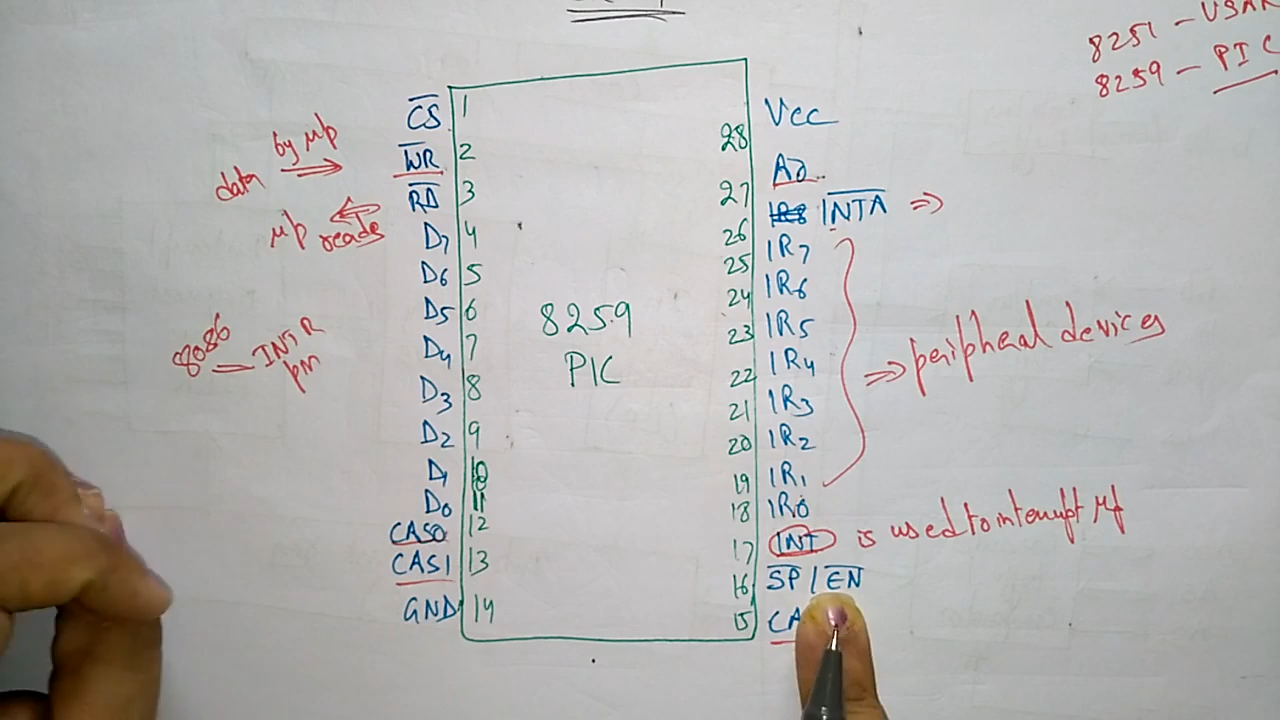 8251 - USAR
8259 - PIC
CS 1
WR 2
RD 3
D7 4
D6 5
D5 6
D4 7
D3 8
D2 9
D1 10
D0 11
CAS0 12
CAS1 13
GND 14
8259
PIC
28 Vcc
27 A0
26 INTA ⇒
25 IR7
24 IR6
23 IR5
22 IR4
21 IR3
20 IR2
19 IR1
18 IR0
17 INT is used to interrupt μp
16 SP / EN
15 CA
data by μp ⇒
μp reads ⇐
8086 — INTR
pin
⇒ peripheral devices